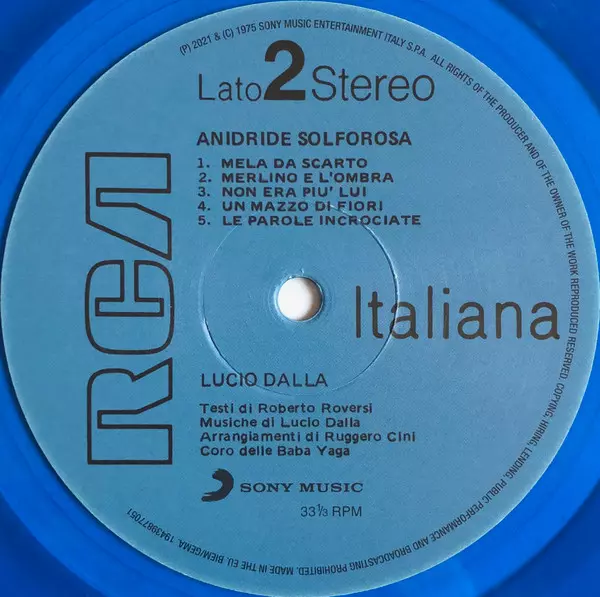 (P) 2021 & (C) 1975 SONY MUSIC ENTERTAINMENT ITALY S.P.A. ALL RIGHTS OF THE PRODUCER AND OF THE OWNER OF THE WORK REPRODUCED RESERVED. COPYING, HIRING, LENDING, PUBLIC PERFORMANCE AND BROADCASTING PROHIBITED. MADE IN THE EU. BIEM/GEMA. 19439877051
Lato 2 Stereo
ANIDRIDE SOLFOROSA
1. MELA DA SCARTO
2. MERLINO E L'OMBRA
3. NON ERA PIU' LUI
4. UN MAZZO DI FIORI
5. LE PAROLE INCROCIATE
RCA
Italiana
LUCIO DALLA
Testi di Roberto Roversi
Musiche di Lucio Dalla
Arrangiamenti di Ruggero Cini
Coro delle Baba Yaga
SONY MUSIC
33⅓ RPM